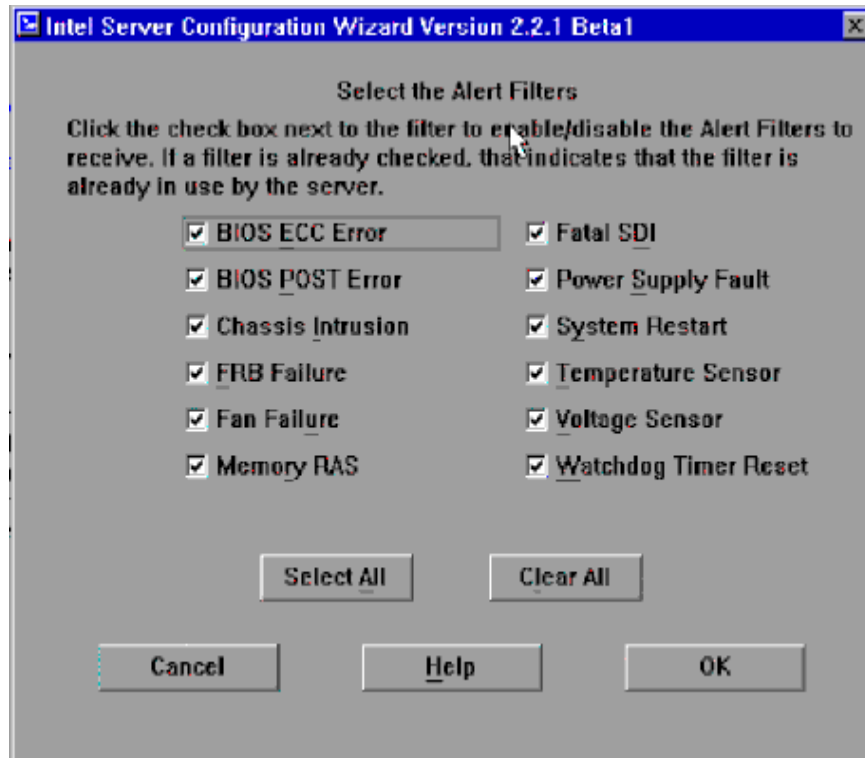 Intel Server Configuration Wizard Version 2.2.1 Beta1
Select the Alert Filters
Click the check box next to the filter to enable/disable the Alert Filters to
receive. If a filter is already checked, that indicates that the filter is
already in use by the server.
BIOS ECC Error
Fatal SDI
BIOS POST Error
Power Supply Fault
Chassis Intrusion
System Restart
FRB Failure
Temperature Sensor
Fan Failure
Voltage Sensor
Memory RAS
Watchdog Timer Reset
Select All
Clear All
Cancel
Help
OK